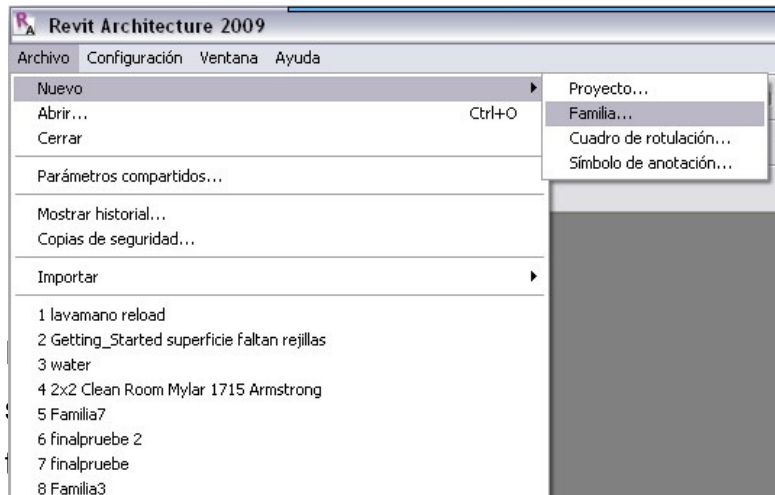 RA Revit Architecture 2009
Archivo Configuración Ventana Ayuda
Nuevo
Abrir... Ctrl+O
Cerrar
Parámetros compartidos...
Mostrar historial...
Copias de seguridad...
Importar
1 lavamano reload
2 Getting_Started superficie faltan rejillas
3 water
4 2x2 Clean Room Mylar 1715 Armstrong
5 Familia7
6 finalpruebe 2
7 finalpruebe
8 Familia3
Proyecto...
Familia...
Cuadro de rotulación...
Símbolo de anotación...